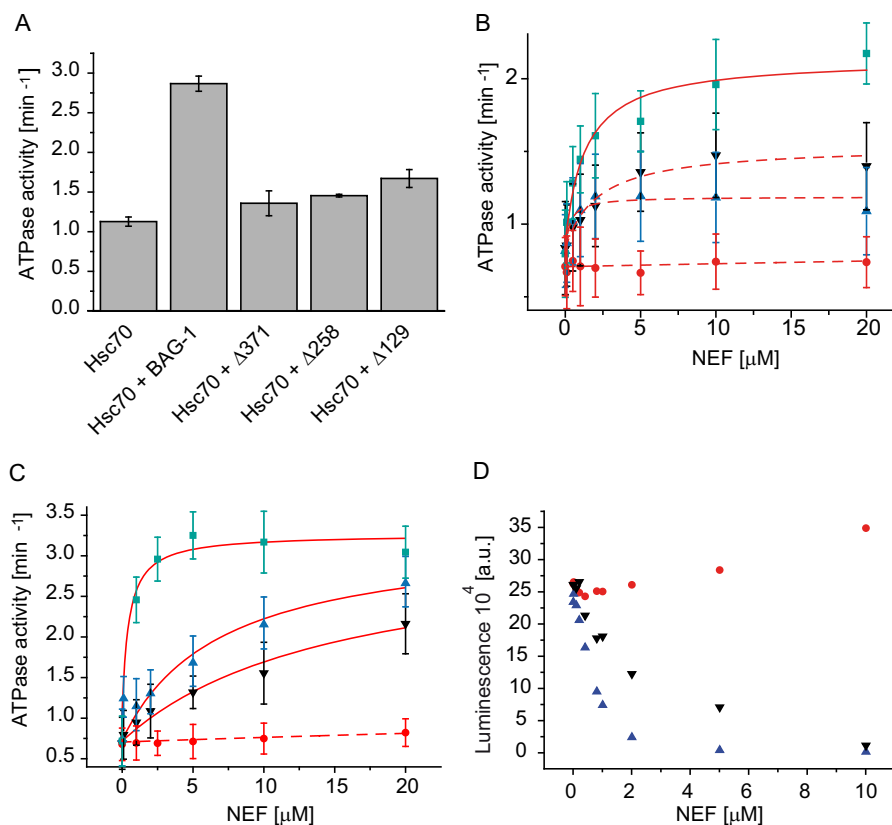 A
ATPase activity [min -1]
3.0
2.5
2.0
1.5
1.0
0.5
0.0
Hsc70
Hsc70 + BAG-1
Hsc70 + Δ371
Hsc70 + Δ258
Hsc70 + Δ129
B
ATPase activity [min -1]
2
1
0
5
10
15
20
NEF [μM]
C
ATPase activity [min -1]
3.5
3.0
2.5
2.0
1.5
1.0
0.5
0
5
10
15
20
NEF [μM]
D
Luminescence 10⁴ [a.u.]
35
30
25
20
15
10
5
0
0
2
4
6
8
10
NEF [μM]